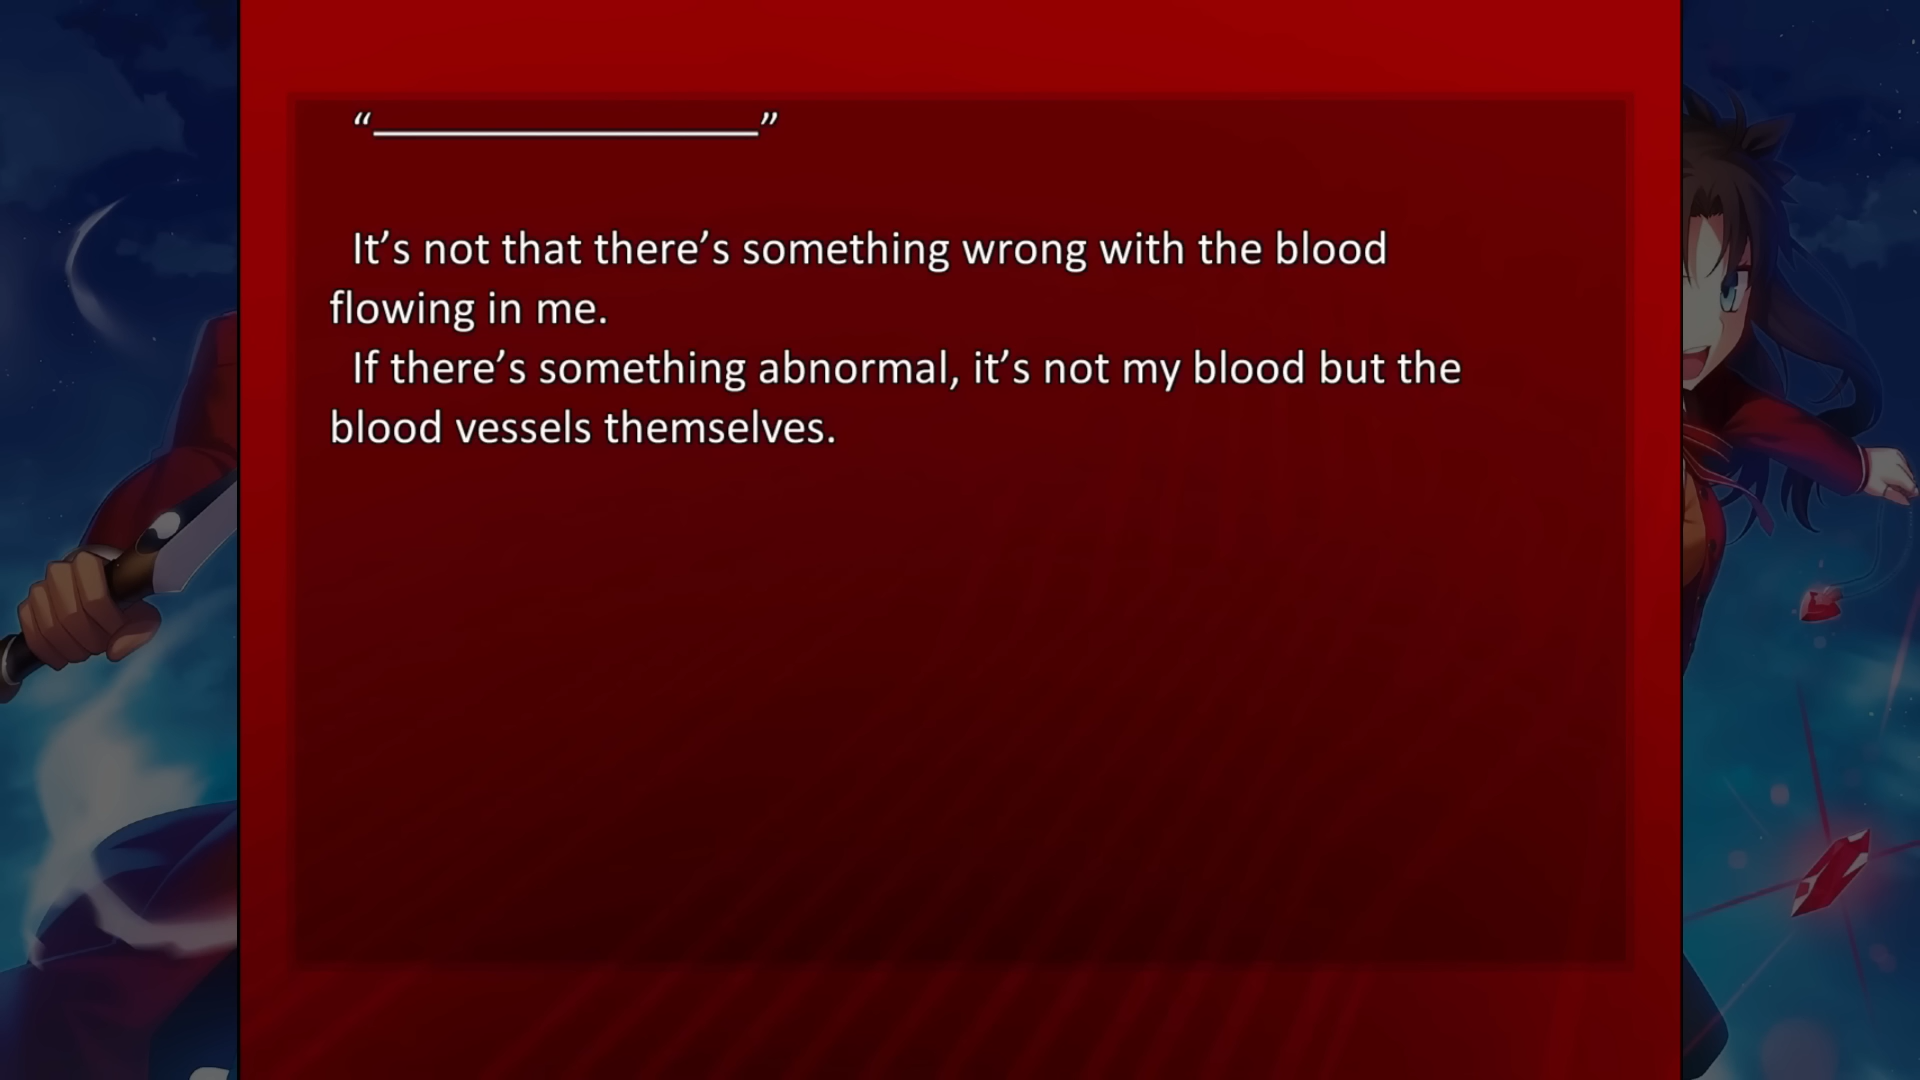 “————————”
It’s not that there’s something wrong with the blood
flowing in me.
If there’s something abnormal, it’s not my blood but the
blood vessels themselves.